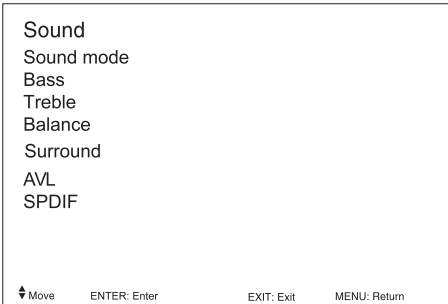 Sound
Sound mode
Bass
Treble
Balance
Surround
AVL
SPDIF
Move ENTER: Enter EXIT: Exit MENU: Return